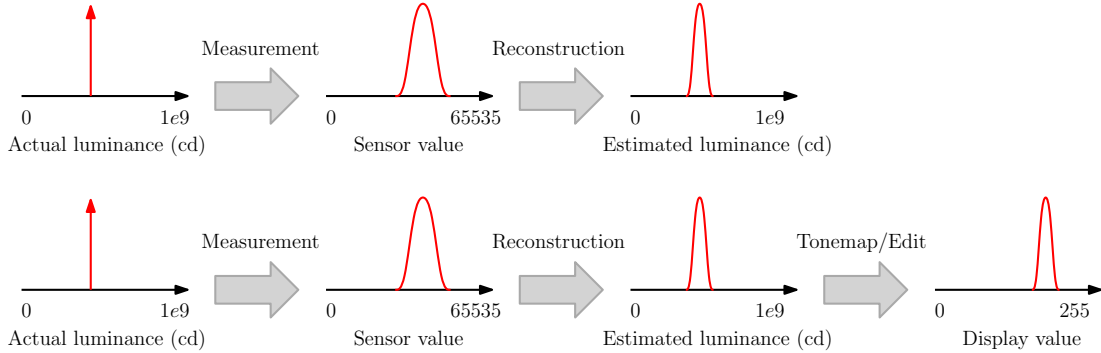 Measurement Reconstruction
0 1e9 0 65535 0 1e9
Actual luminance (cd) Sensor value Estimated luminance (cd)
Measurement Reconstruction Tonemap/Edit
0 1e9 0 65535 0 1e9 0 255
Actual luminance (cd) Sensor value Estimated luminance (cd) Display value